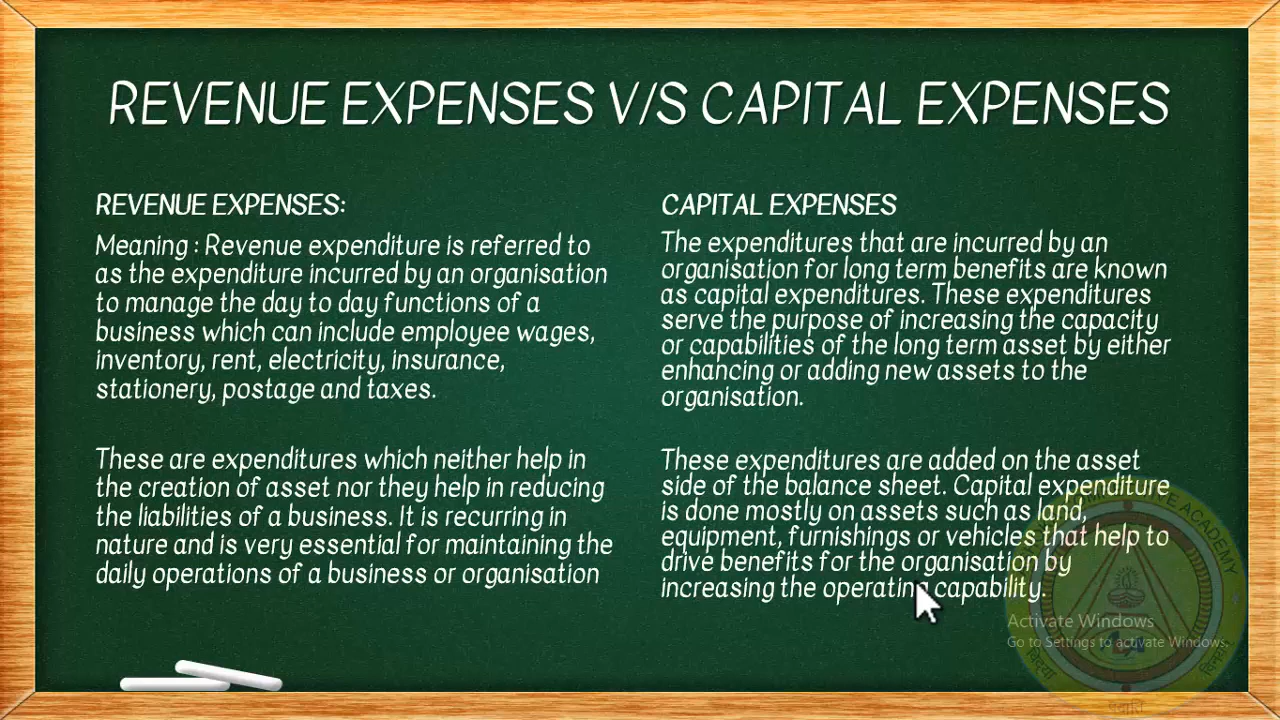 REVENUE EXPENSES V/S CAPITAL EXPENSES
REVENUE EXPENSES:
Meaning : Revenue expenditure is referred to
as the expenditure incurred by an organisation
to manage the day to day functions of a
business which can include employee wages,
inventory, rent, electricity, insurance,
stationery, postage and taxes.
These are expenditures which neither help in
the creation of asset nor they help in reducing
the liabilities of a business. It is recurring in
nature and is very essential for maintaining the
daily operations of a business or organisation
CAPITAL EXPENSES
The expenditures that are incurred by an
organisation for long term benefits are known
as capital expenditures. These expenditures
serve the purpose of increasing the capacity
or capabilities of the long term asset by either
enhancing or adding new assets to the
organisation.
These expenditures are added on the asset
side of the balance sheet. Capital expenditure
is done mostly on assets such as land,
equipment, furnishings or vehicles that help to
drive benefits for the organisation by
increasing the operating capability.
ACADEMY
Activate Windows
Go to Settings to activate Windows.